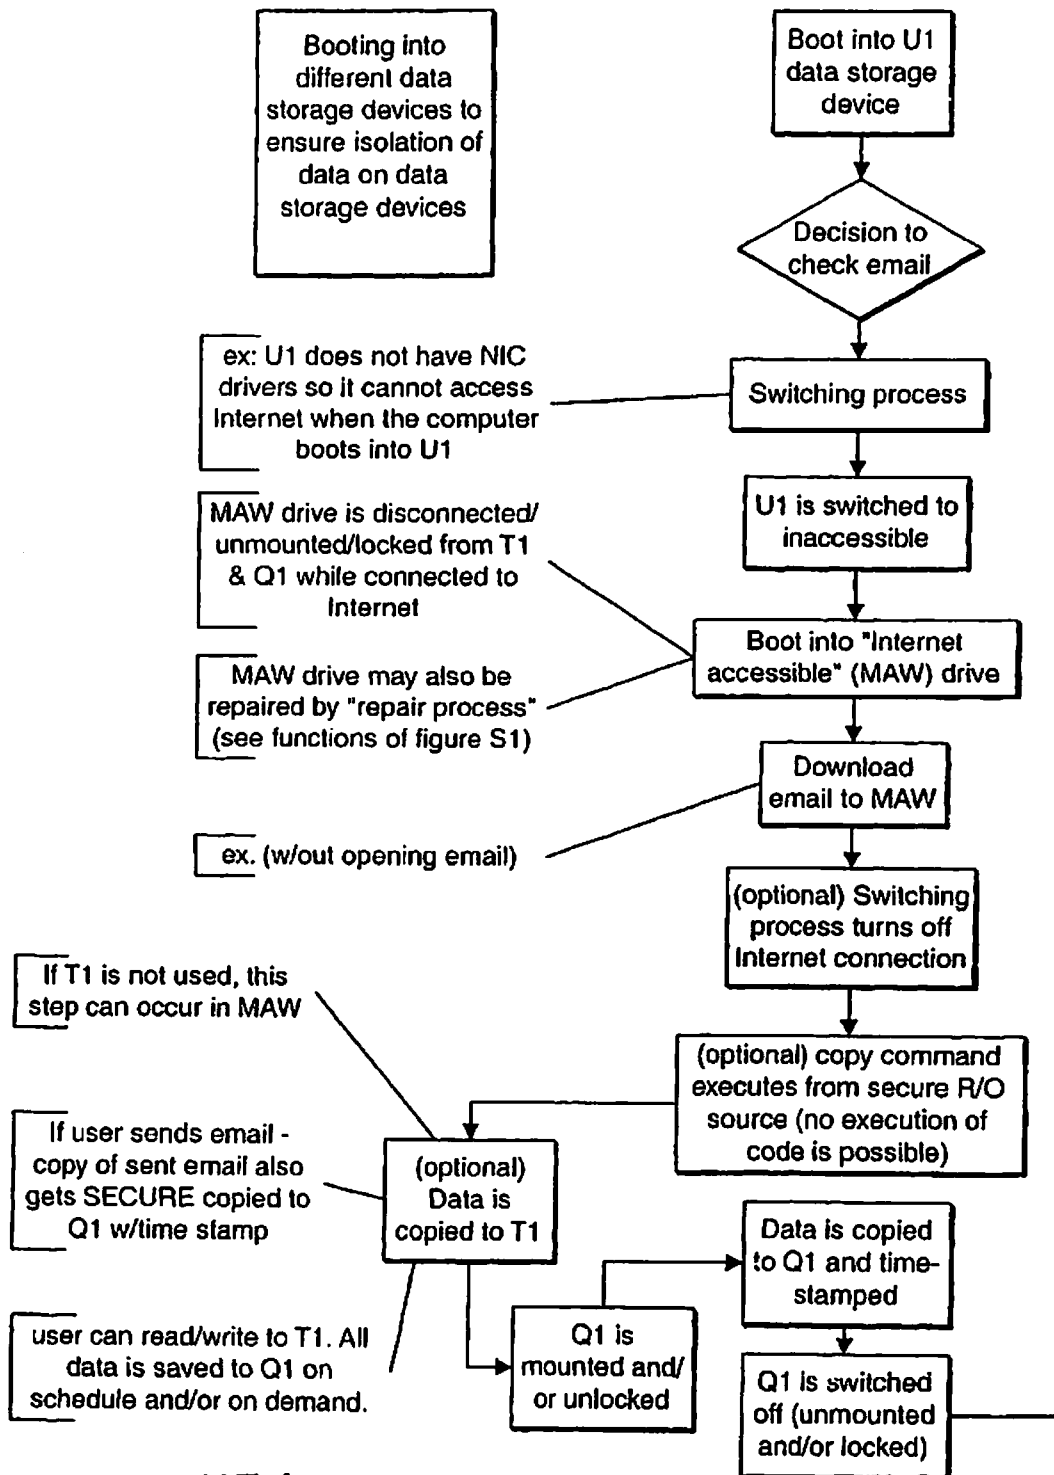 Booting into
different data
storage devices to
ensure isolation of
data on data
storage devices
Boot into U1
data storage
device
Decision to
check email
ex: U1 does not have NIC
drivers so it cannot access
Internet when the computer
boots into U1
Switching process
MAW drive is disconnected/
unmounted/locked from T1
& Q1 while connected to
Internet
U1 is switched to
inaccessible
Boot into "Internet
accessible" (MAW) drive
MAW drive may also be
repaired by "repair process"
(see functions of figure S1)
Download
email to MAW
ex. (w/out opening email)
(optional) Switching
process turns off
Internet connection
If T1 is not used, this
step can occur in MAW
(optional) copy command
executes from secure R/O
source (no execution of
code is possible)
If user sends email -
copy of sent email also
gets SECURE copied to
Q1 w/time stamp
(optional)
Data is
copied to T1
Data is copied
to Q1 and time-
stamped
user can read/write to T1. All
data is saved to Q1 on
schedule and/or on demand.
Q1 is
mounted and/
or unlocked
Q1 is switched
off (unmounted
and/or locked)